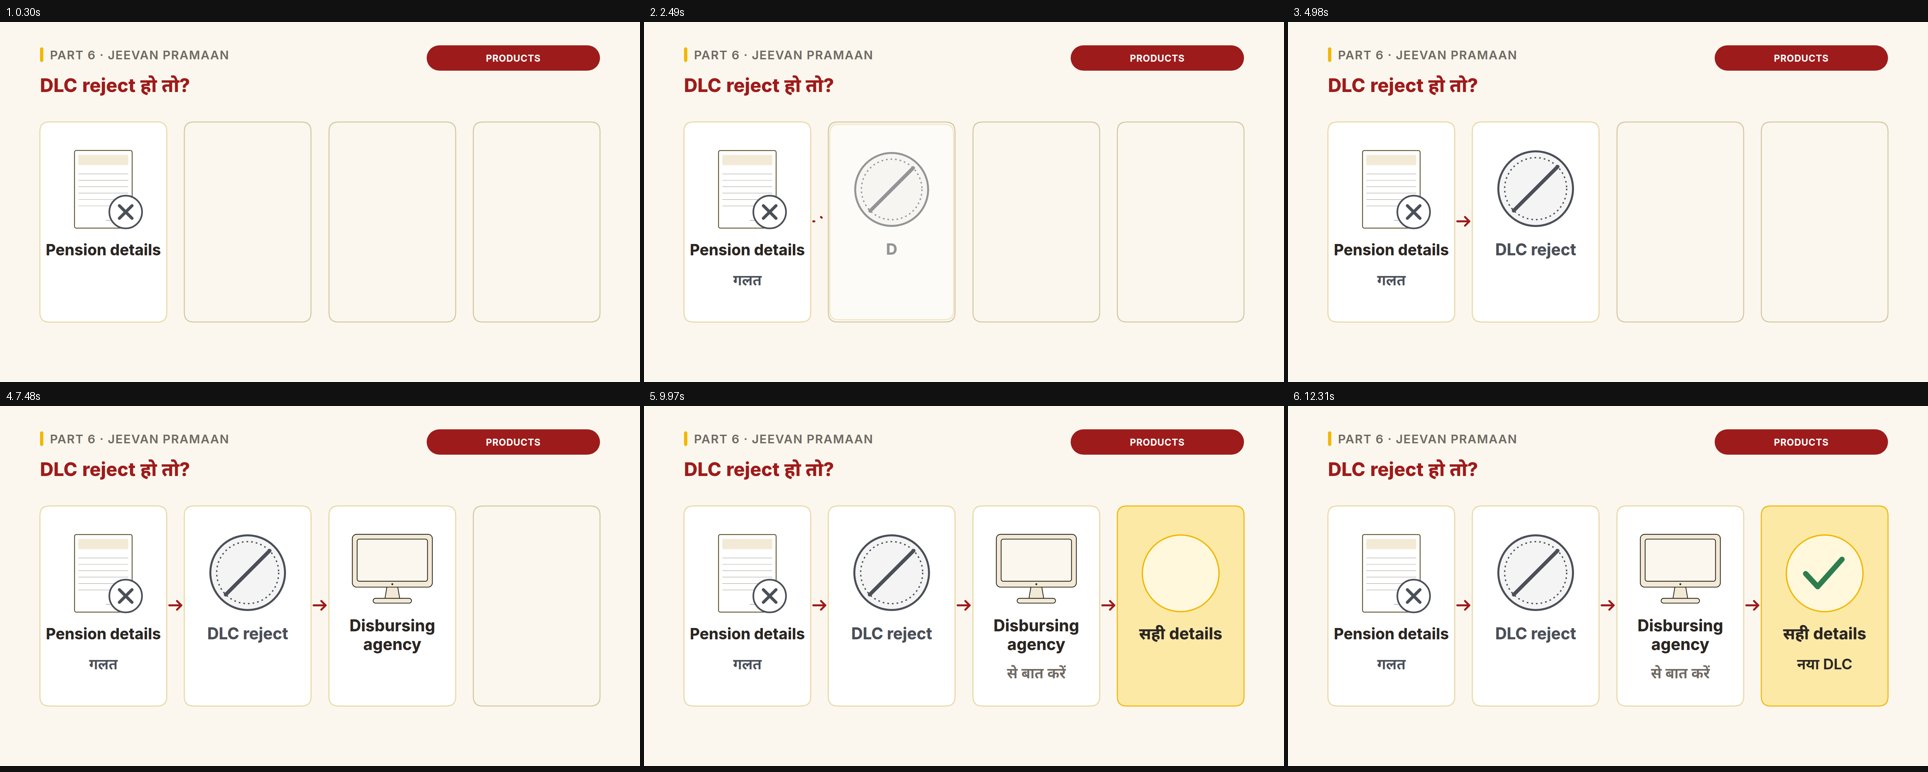 1. 0.30s
PART 6 · JEEVAN PRAMAAN
PRODUCTS
DLC reject हो तो?
Pension details
2. 2.49s
PART 6 · JEEVAN PRAMAAN
PRODUCTS
DLC reject हो तो?
Pension details
गलत
D
3. 4.98s
PART 6 · JEEVAN PRAMAAN
PRODUCTS
DLC reject हो तो?
Pension details
गलत
DLC reject
4. 7.48s
PART 6 · JEEVAN PRAMAAN
PRODUCTS
DLC reject हो तो?
Pension details
गलत
DLC reject
Disbursing
agency
5. 9.97s
PART 6 · JEEVAN PRAMAAN
PRODUCTS
DLC reject हो तो?
Pension details
गलत
DLC reject
Disbursing
agency
से बात करें
सही details
6. 12.31s
PART 6 · JEEVAN PRAMAAN
PRODUCTS
DLC reject हो तो?
Pension details
गलत
DLC reject
Disbursing
agency
से बात करें
सही details
नया DLC